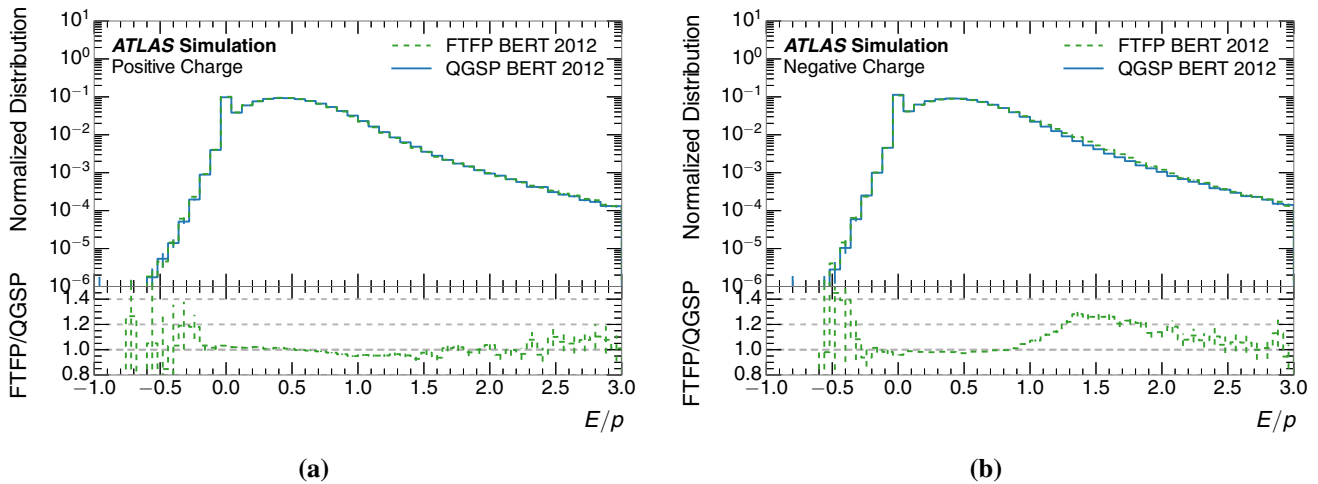 10¹
ATLAS Simulation
Positive Charge
FTFP BERT 2012
QGSP BERT 2012
10⁰
10⁻¹
10⁻²
10⁻³
10⁻⁴
10⁻⁵
10⁻⁶
Normalized Distribution
1.4
1.2
1.0
0.8
FTFP/QGSP
−1.0 −0.5 0.0 0.5 1.0 1.5 2.0 2.5 3.0
E/p
(a)
10¹
ATLAS Simulation
Negative Charge
FTFP BERT 2012
QGSP BERT 2012
10⁰
10⁻¹
10⁻²
10⁻³
10⁻⁴
10⁻⁵
10⁻⁶
Normalized Distribution
1.4
1.2
1.0
0.8
FTFP/QGSP
−1.0 −0.5 0.0 0.5 1.0 1.5 2.0 2.5 3.0
E/p
(b)